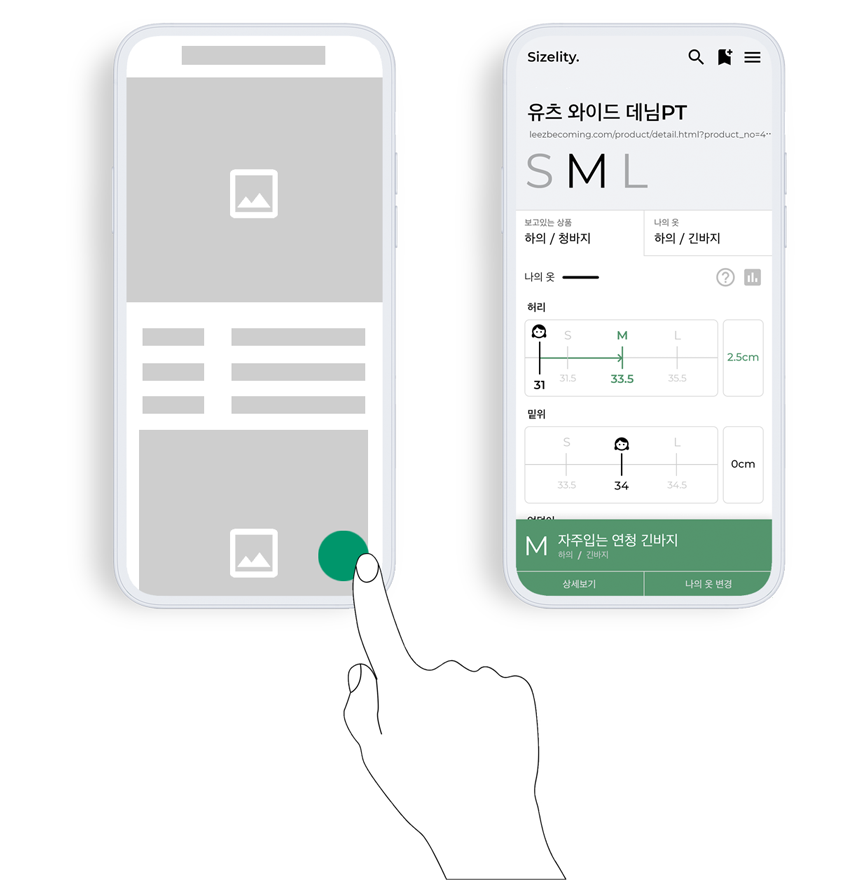 Sizelity.
유츠 와이드 데님PT
leezbecoming.com/product/detail.html?product_no=4··
S M L
보고있는 상품
하의 / 청바지
나의 옷
하의 / 긴바지
나의 옷
허리
S M L
31 31.5 33.5 35.5
2.5cm
밑위
S L
33.5 34 34.5
0cm
M
자주입는 연청 긴바지
하의 / 긴바지
상세보기
나의 옷 변경